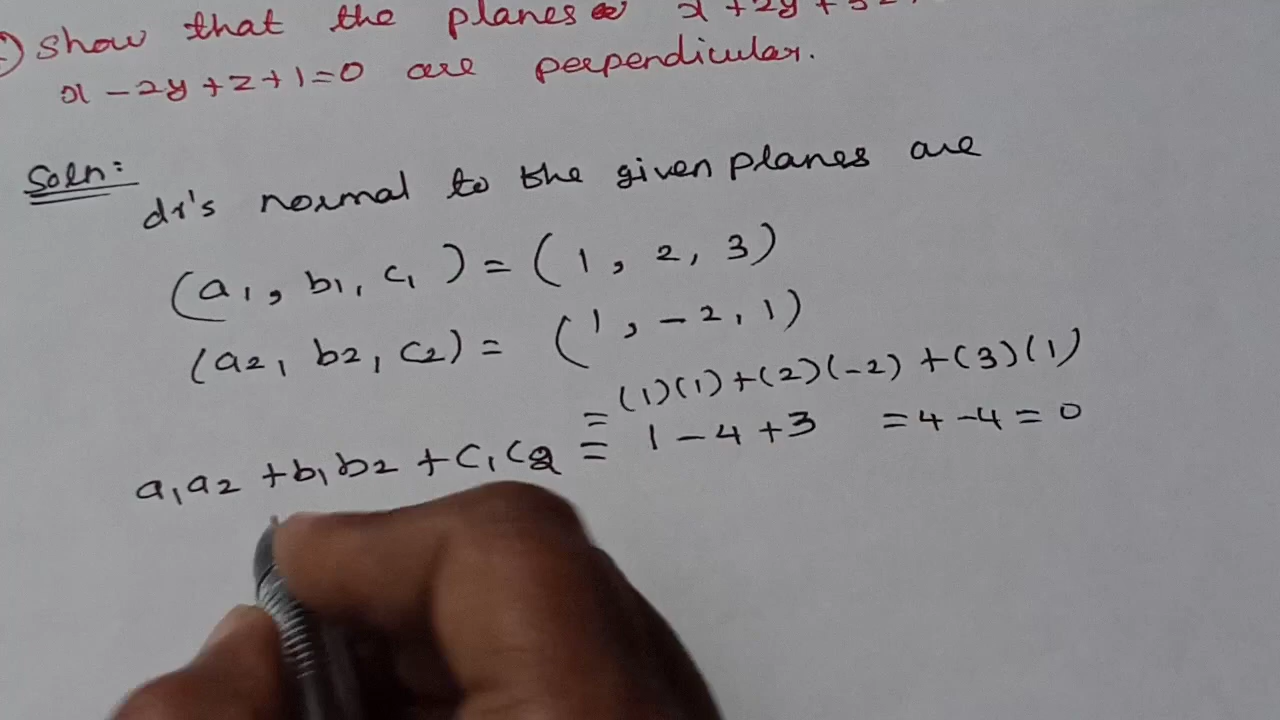 show that the planes x + 2y + 3z
x - 2y + z + 1 = 0 are perpendicular.
Soln:
dr's normal to the given planes are
(a1, b1, c1) = (1, 2, 3)
(a2, b2, c2) = (1, -2, 1)
= (1)(1) + (2)(-2) + (3)(1)
a1a2 + b1b2 + c1c2 = 1 - 4 + 3 = 4 - 4 = 0